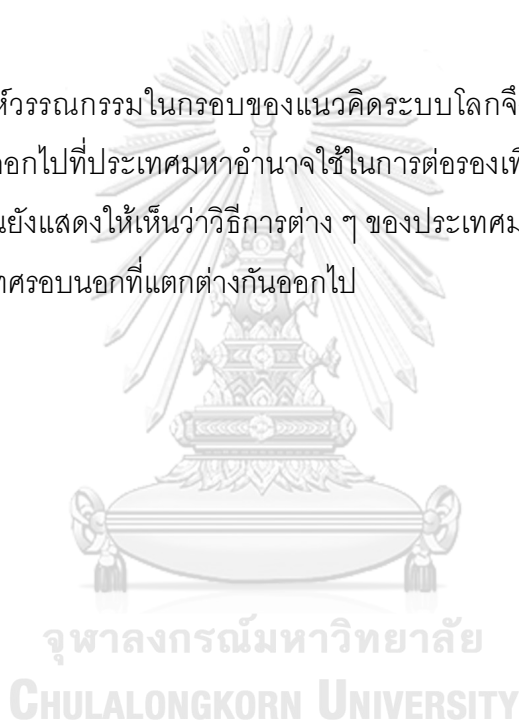 ห์วรรณกรรมในกรอบของแนวคิดระบบโลกจึ
ออกไปที่ประเทศมหาอำนาจใช้ในการต่อรองเพื
นยังแสดงให้เห็นว่าวิธีการต่าง ๆ ของประเทศม
ทศรอบนอกที่แตกต่างกันออกไป
จุฬาลงกรณ์มหาวิทยาลัย
CHULALONGKORN UNIVERSITY